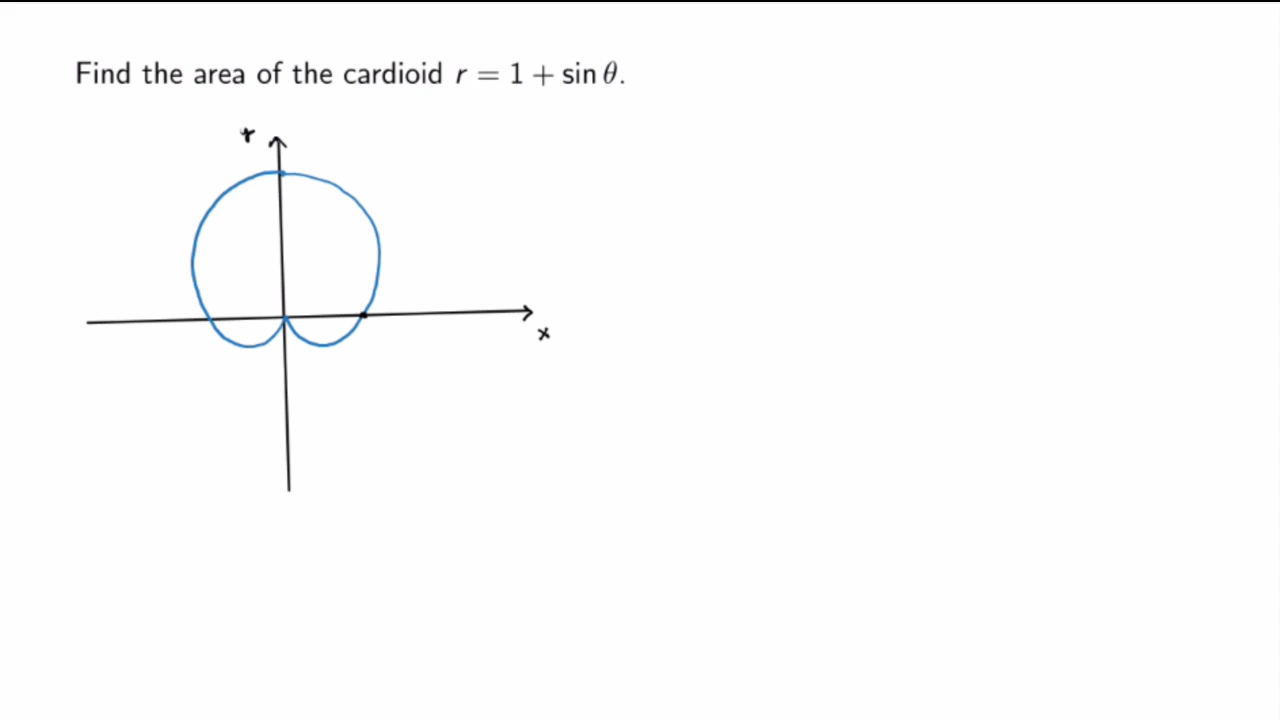 Find the area of the cardioid r = 1 + sin θ.
r
x